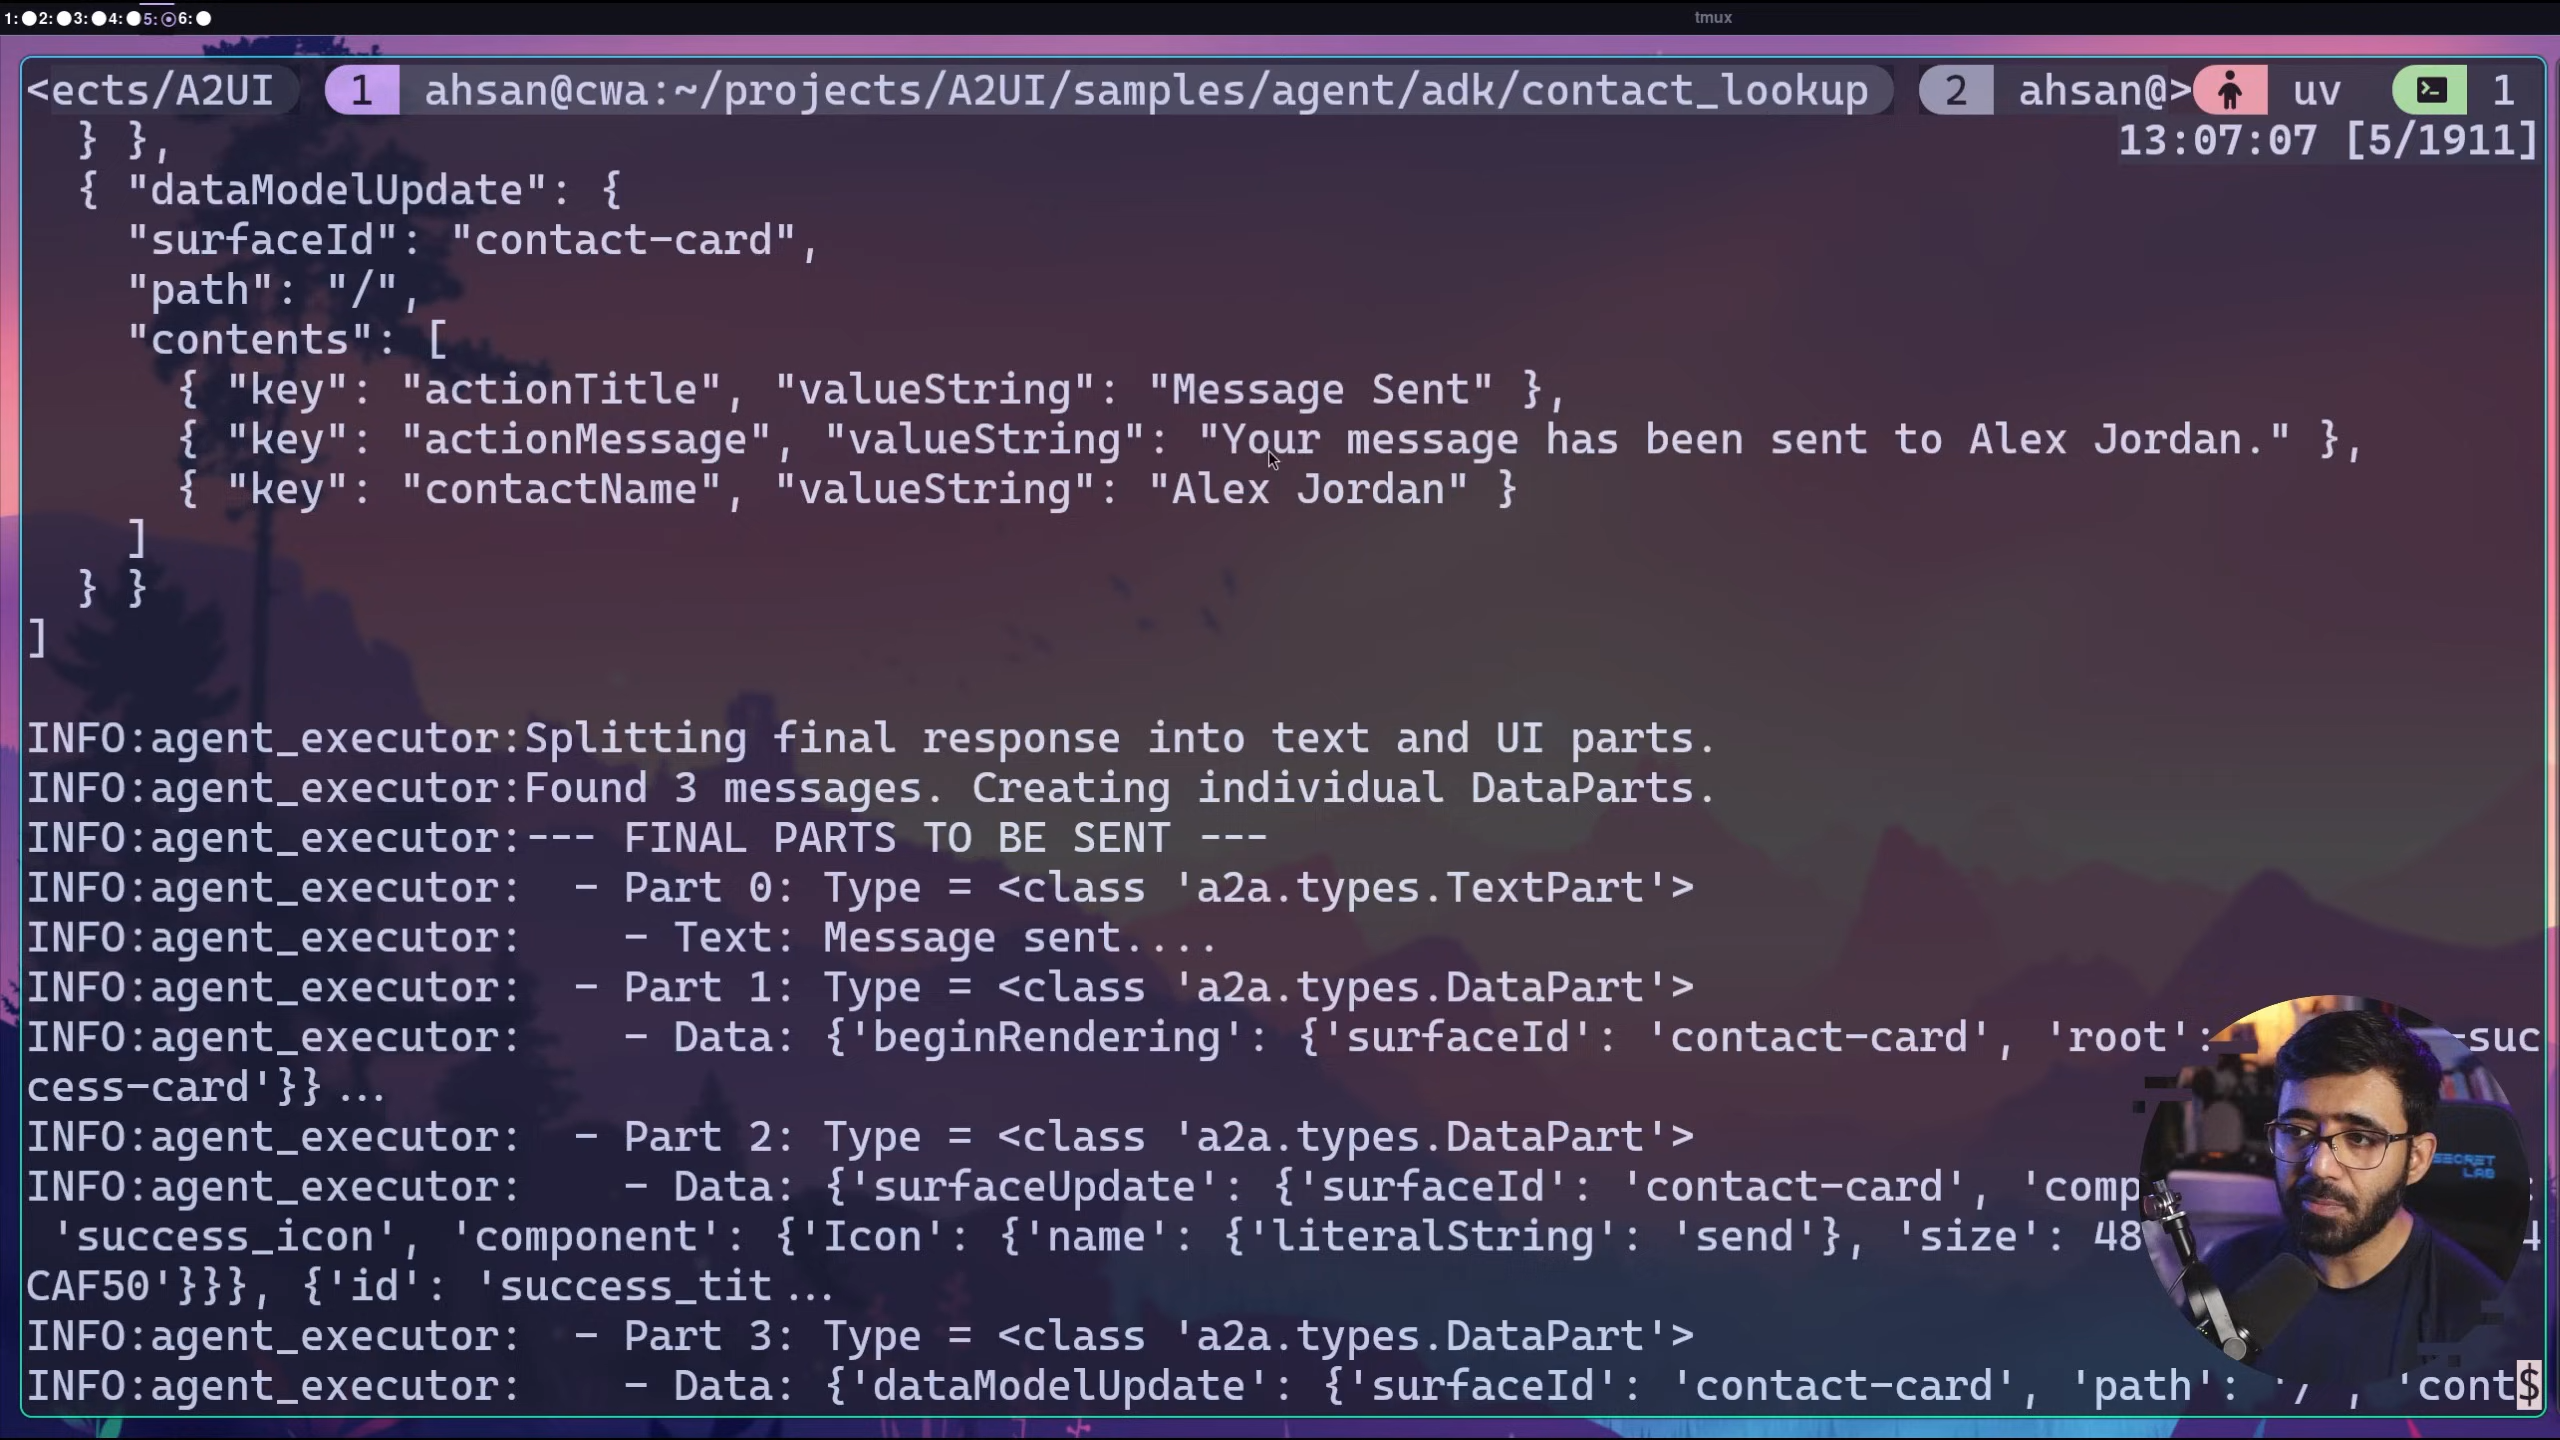 1: 2: 3: 4: 5: 6:
tmux
<ects/A2UI 1 ahsan@cwa:~/projects/A2UI/samples/agent/adk/contact_lookup 2 ahsan@> uv 1
} }, 13:07:07 [5/1911]
{ "dataModelUpdate": {
"surfaceId": "contact-card",
"path": "/",
"contents": [
{ "key": "actionTitle", "valueString": "Message Sent" },
{ "key": "actionMessage", "valueString": "Your message has been sent to Alex Jordan." },
{ "key": "contactName", "valueString": "Alex Jordan" }
]
} }
]
INFO:agent_executor:Splitting final response into text and UI parts.
INFO:agent_executor:Found 3 messages. Creating individual DataParts.
INFO:agent_executor:--- FINAL PARTS TO BE SENT ---
INFO:agent_executor:  - Part 0: Type = <class 'a2a.types.TextPart'>
INFO:agent_executor:    - Text: Message sent....
INFO:agent_executor:  - Part 1: Type = <class 'a2a.types.DataPart'>
INFO:agent_executor:    - Data: {'beginRendering': {'surfaceId': 'contact-card', 'root': -suc
cess-card'}}...
INFO:agent_executor:  - Part 2: Type = <class 'a2a.types.DataPart'>
INFO:agent_executor:    - Data: {'surfaceUpdate': {'surfaceId': 'contact-card', 'comp
'success_icon', 'component': {'Icon': {'name': {'literalString': 'send'}, 'size': 48 4
CAF50'}}}, {'id': 'success_tit...
INFO:agent_executor:  - Part 3: Type = <class 'a2a.types.DataPart'>
INFO:agent_executor:    - Data: {'dataModelUpdate': {'surfaceId': 'contact-card', 'path': '/', 'cont$
SECRET
LAB